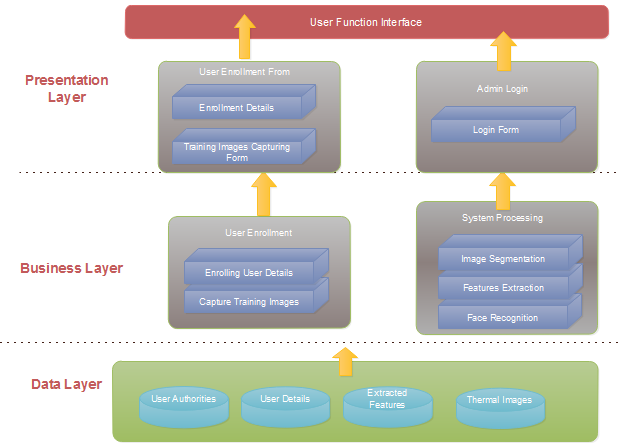 User Function Interface
Presentation
Layer
User Enrollment From
Enrollment Details
Training Images Capturing
Form
Admin Login
Login Form
Business Layer
User Enrollment
Enrolling User Details
Capture Training Images
System Processing
Image Segmentation
Features Extraction
Face Recognition
Data Layer
User Authorities
User Details
Extracted
Features
Thermal Images